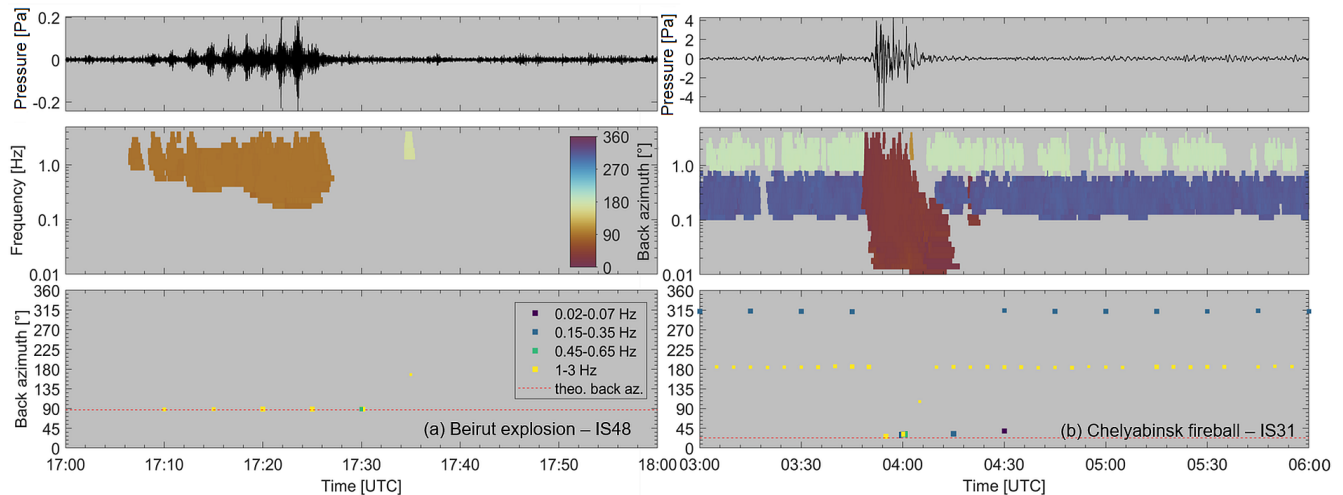 Pressure [Pa]
0.2
0
-0.2
Pressure [Pa]
4
2
0
-2
-4
Frequency [Hz]
1.0
0.1
0.01
360
270
180
90
0
Back azimuth [°]
1.0
0.1
0.01
Back azimuth [°]
360
315
270
225
180
135
90
45
0
0.02-0.07 Hz
0.15-0.35 Hz
0.45-0.65 Hz
1-3 Hz
theo. back az.
(a) Beirut explosion – IS48
17:00 17:10 17:20 17:30 17:40 17:50 18:00
Time [UTC]
360
315
270
225
180
135
90
45
0
(b) Chelyabinsk fireball – IS31
03:00 03:30 04:00 04:30 05:00 05:30 06:00
Time [UTC]